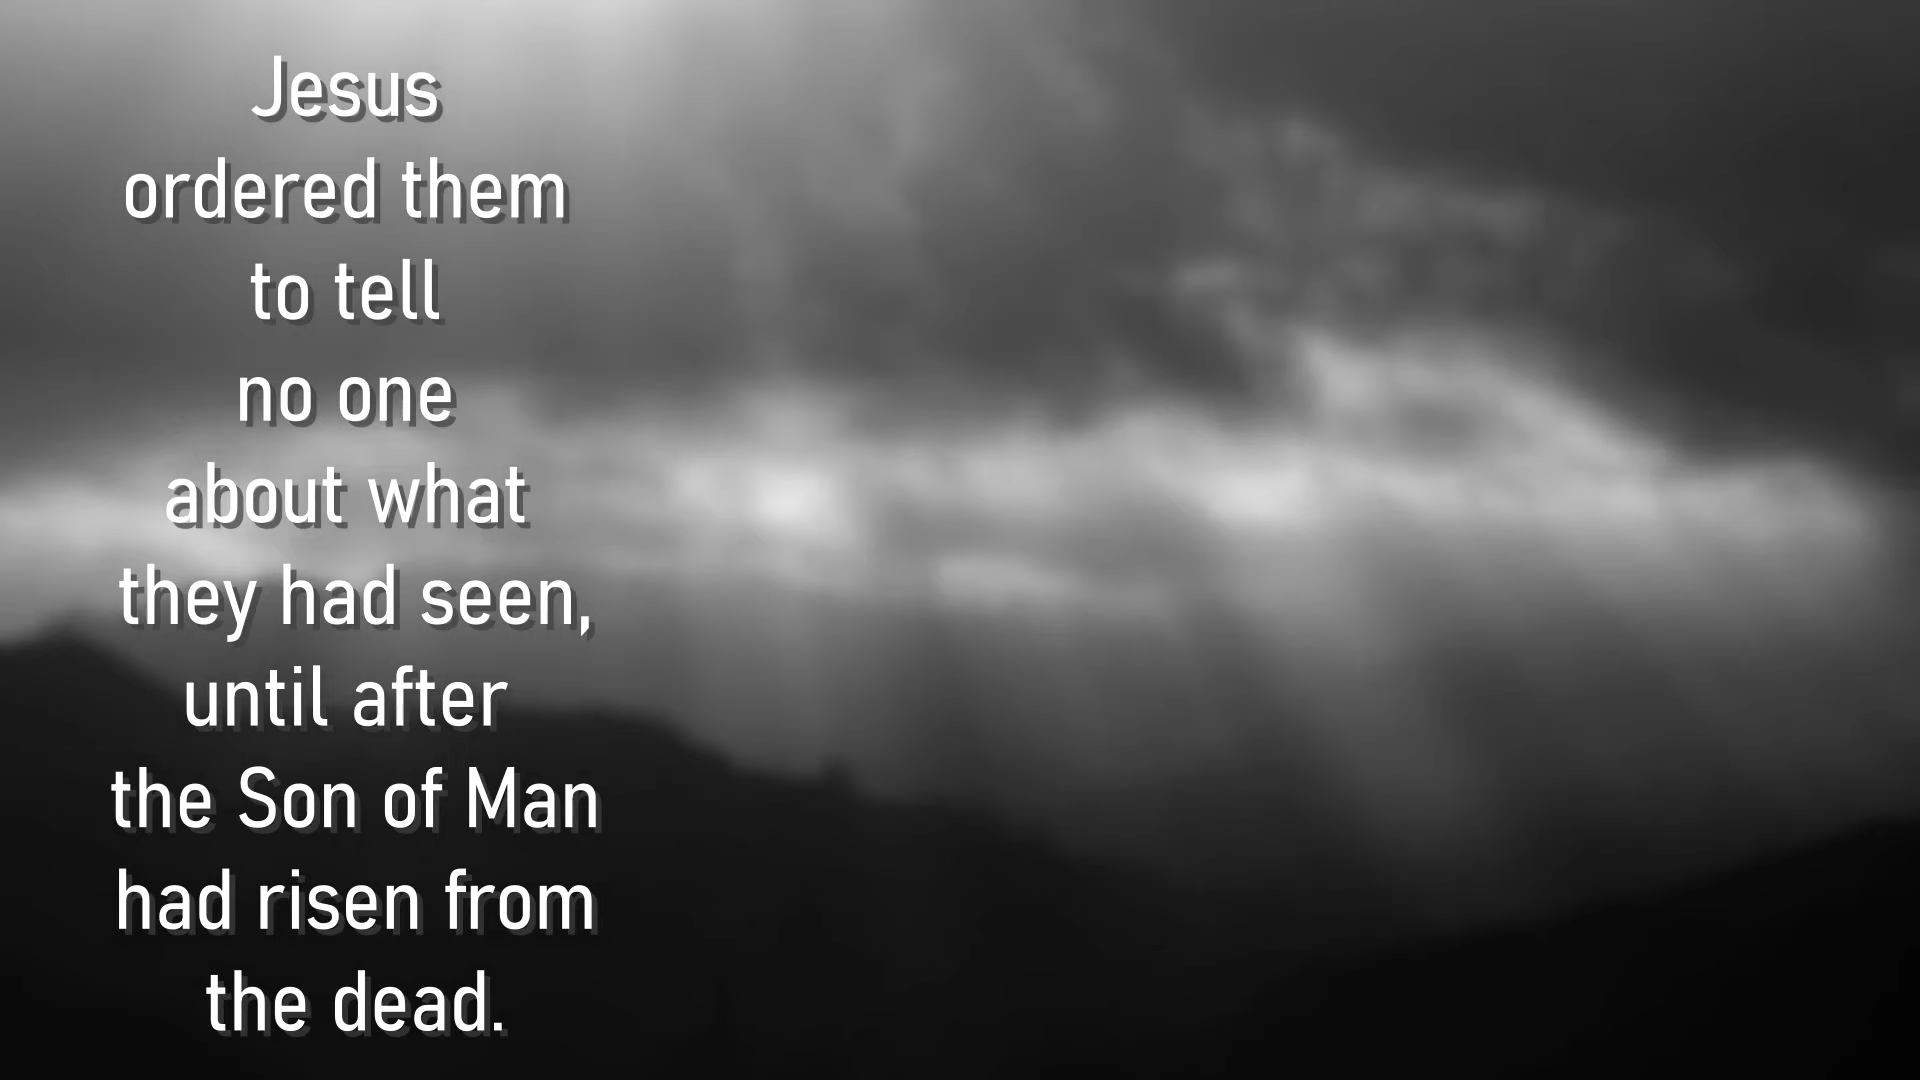 Jesus
ordered them
to tell
no one
about what
they had seen,
until after
the Son of Man
had risen from
the dead.